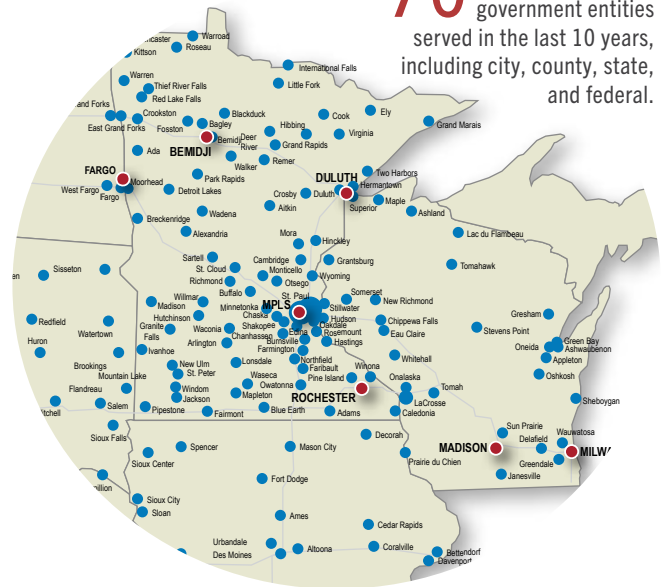 70 government entities
served in the last 10 years,
including city, county, state,
and federal.
Warroad
Roseau
Kittson
International Falls
Warren
Thief River Falls
Little Fork
Red Lake Falls
Crookston
Blackduck
Cook
Ely
East Grand Forks
Fosston
Bagley
Hibbing
Virginia
Grand Marais
BEMIDJI
Deer
River
Grand Rapids
Ada
Walker
Remer
FARGO
Moorhead
Park Rapids
DULUTH
Two Harbors
Hermantown
West Fargo
Fargo
Detroit Lakes
Crosby
Duluth
Superior
Maple
Wadena
Aitkin
Ashland
Breckenridge
Alexandria
Mora
Hinckley
Lac du Flambeau
Sartell
St. Cloud
Cambridge
Grantsburg
Tomahawk
Sisseton
Monticello
Wyoming
Richmond
Otsego
Buffalo
St. Paul
Somerset
Willmar
Madison
Minnetonka
MPLS
Stillwater
New Richmond
Hutchinson
Chaska
Hudson
Gresham
Redfield
Watertown
Granite
Falls
Waconia
Shakopee
Edina
Oakdale
Chippewa Falls
Chanhassen
Rosemount
Eau Claire
Stevens Point
Huron
Arlington
Burnsville
Hastings
Green Bay
Oneida
Ashwaubenon
Ivanhoe
Farmington
Whitehall
Appleton
Brookings
New Ulm
Lonsdale
Northfield
Mountain Lake
St. Peter
Faribault
Winona
Oshkosh
Flandreau
Waseca
Pine Island
Onalaska
Windom
Owatonna
Tomah
Jackson
Mapleton
ROCHESTER
LaCrosse
Sheboygan
Salem
Pipestone
Fairmont
Blue Earth
Adams
Caledonia
Sioux Falls
Sun Prairie
Wauwatosa
Decorah
Delafield
Spencer
Mason City
MADISON
Sioux Center
Prairie du Chien
Greendale
Janesville
Fort Dodge
Sioux City
Sloan
Ames
Cedar Rapids
Urbandale
Des Moines
Altoona
Coralville
Bettendorf
Davenport